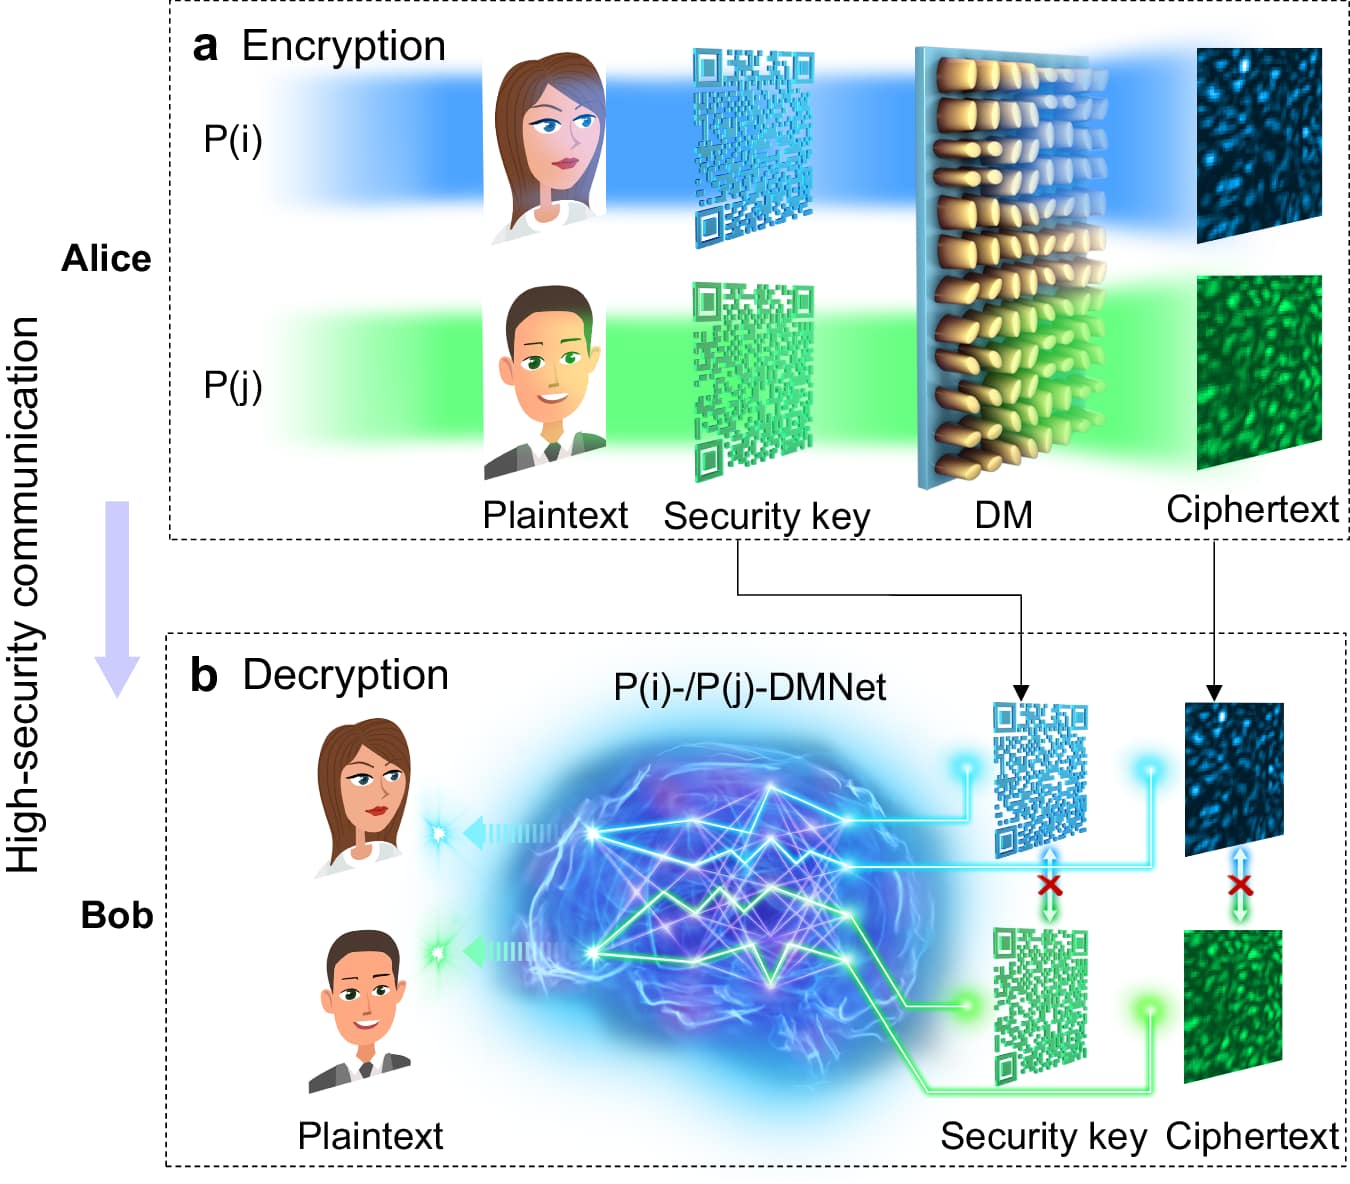 a Encryption
P(i)
Alice
P(j)
Plaintext Security key DM Ciphertext
High-security communication
b Decryption
P(i)-/P(j)-DMNet
Bob
Plaintext Security key Ciphertext